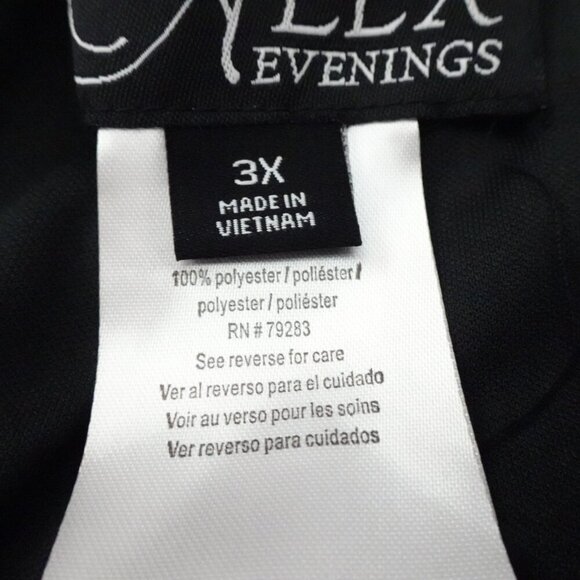 ALEX
EVENINGS
3X
MADE IN
VIETNAM
100% polyester / poliéster /
polyester / poliéster
RN # 79283
See reverse for care
Ver al reverso para el cuidado
Voir au verso pour les soins
Ver reverso para cuidados